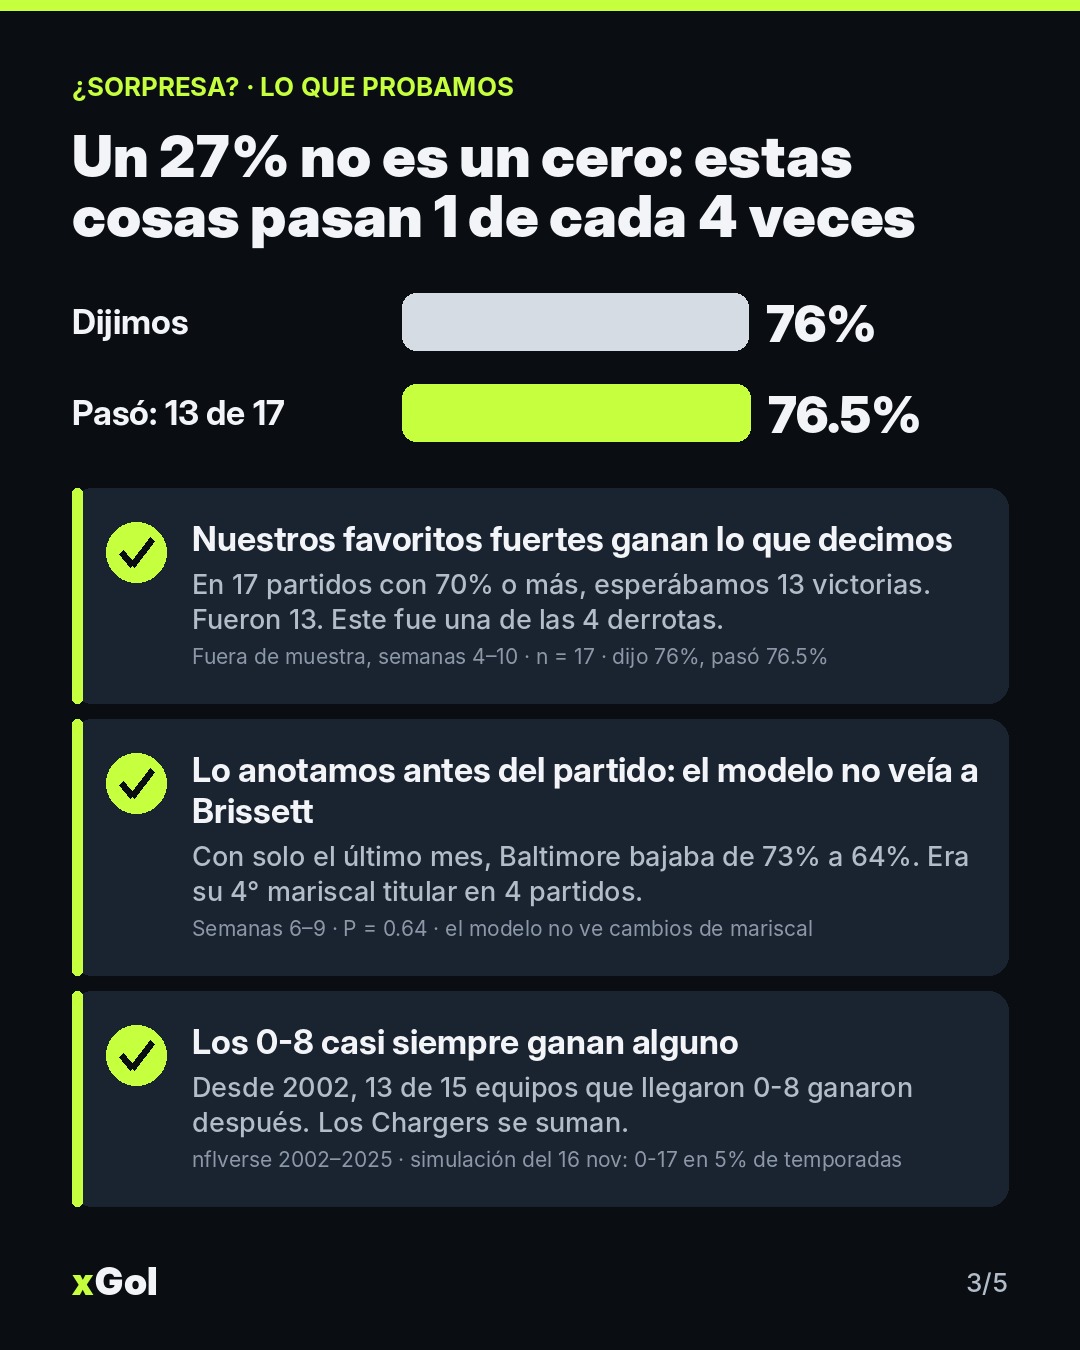 ¿SORPRESA? · LO QUE PROBAMOS
Un 27% no es un cero: estas
cosas pasan 1 de cada 4 veces
Dijimos 76%
Pasó: 13 de 17 76.5%
Nuestros favoritos fuertes ganan lo que decimos
En 17 partidos con 70% o más, esperábamos 13 victorias.
Fueron 13. Este fue una de las 4 derrotas.
Fuera de muestra, semanas 4–10 · n = 17 · dijo 76%, pasó 76.5%
Lo anotamos antes del partido: el modelo no veía a
Brissett
Con solo el último mes, Baltimore bajaba de 73% a 64%. Era
su 4° mariscal titular en 4 partidos.
Semanas 6–9 · P = 0.64 · el modelo no ve cambios de mariscal
Los 0-8 casi siempre ganan alguno
Desde 2002, 13 de 15 equipos que llegaron 0-8 ganaron
después. Los Chargers se suman.
nflverse 2002–2025 · simulación del 16 nov: 0-17 en 5% de temporadas
xGol
3/5